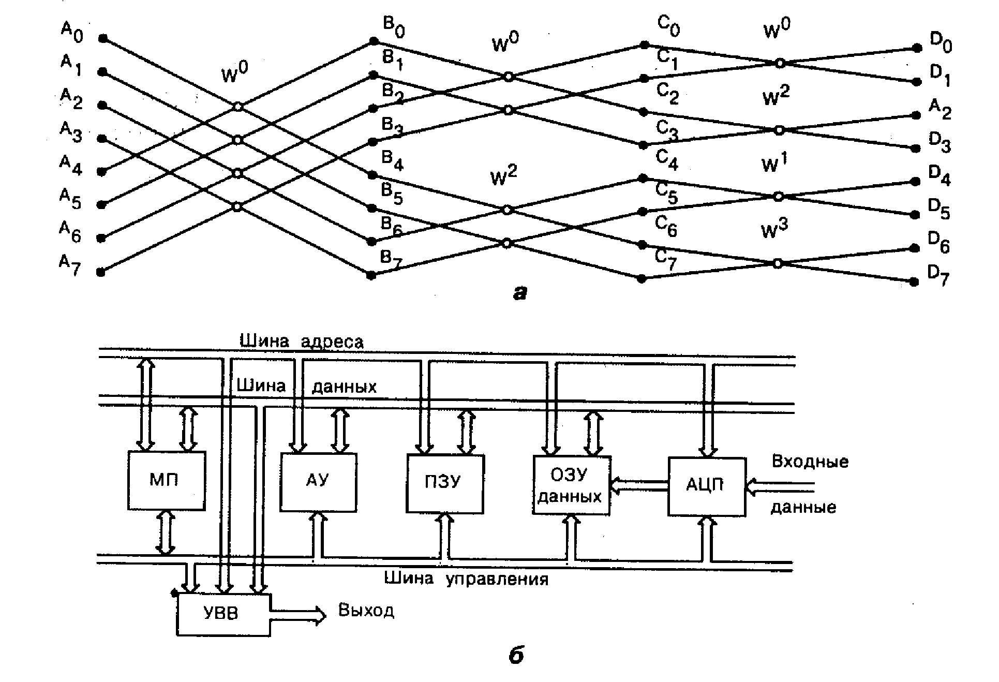 A0
A1
A2
A3
A4
A5
A6
A7
W0
B0
B1
B2
B3
B4
B5
B6
B7
W0
W2
C0
C1
C2
C3
C4
C5
C6
C7
W0
W2
W1
W3
D0
D1
A2
D3
D4
D5
D6
D7
а
Шина адреса
Шина данных
МП
АУ
ПЗУ
ОЗУ
данных
АЦП
Входные
данные
Шина управления
УВВ
Выход
б